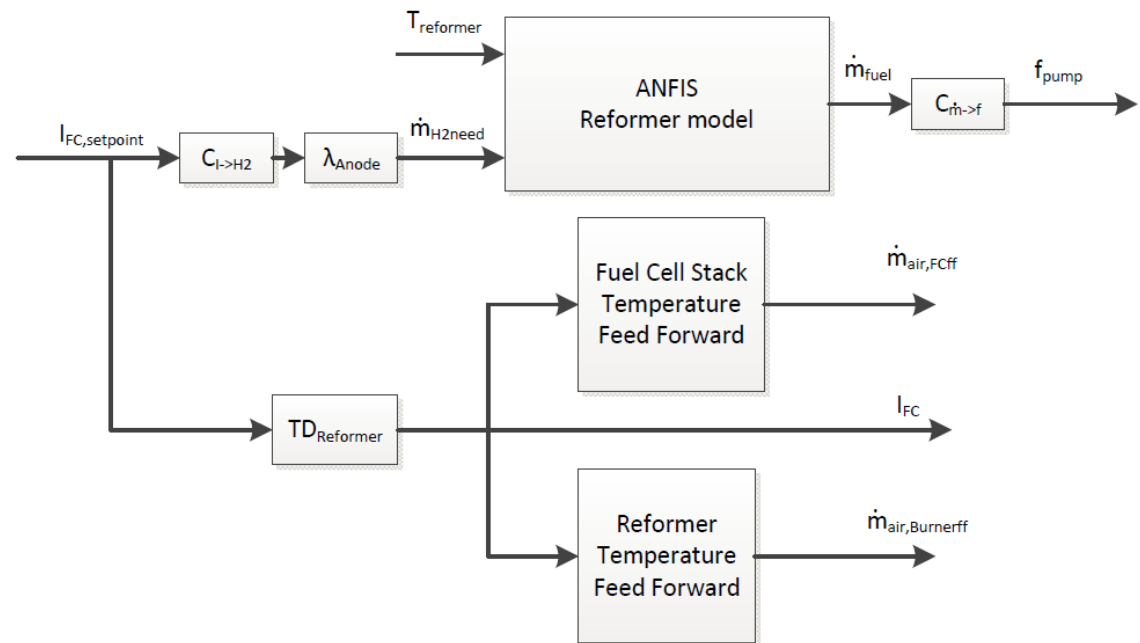 T_reformer
ANFIS
Reformer model
ṁ_fuel
C_ṁ->f
f_pump
I_FC,setpoint
C_I->H2
λ_Anode
ṁ_H2need
Fuel Cell Stack
Temperature
Feed Forward
ṁ_air,FCff
TD_Reformer
I_FC
Reformer
Temperature
Feed Forward
ṁ_air,Burnerff